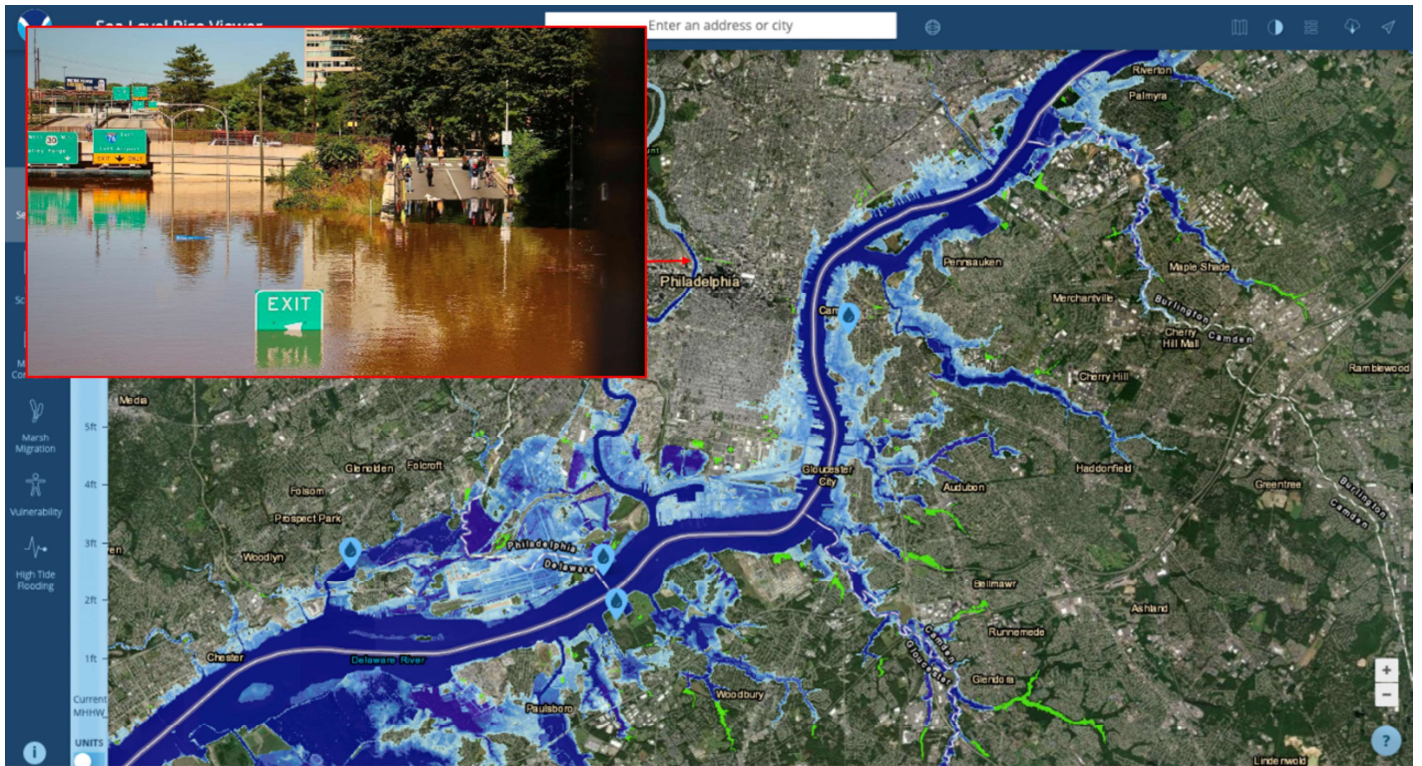 Sea Level Rise Viewer
Enter an address or city
30
76
EXIT ONLY
EXIT
Riverton
Palmyra
Philadelphia
Pennsauken
Maple Shade
Merchantville
Burlington
Camden
Cherry
Hill Mall
Cherry Hill
Ramblewood
Media
5ft
Marsh
Migration
Glenolden
Folcroft
Gloucester
City
Haddonfield
Audubon
Greentree
Burlington
Camden
4ft
Folsom
Vulnerability
Prospect Park
3ft
Woodlyn
Philadelphia
Delaware
High Tide
Flooding
Bellmawr
2ft
Ashland
Runnemede
1ft
Chester
Delaware River
Camden
Gloucester
Glendora
Woodbury
Paulsboro
Current
MHHW
UNITS
Lindenwold